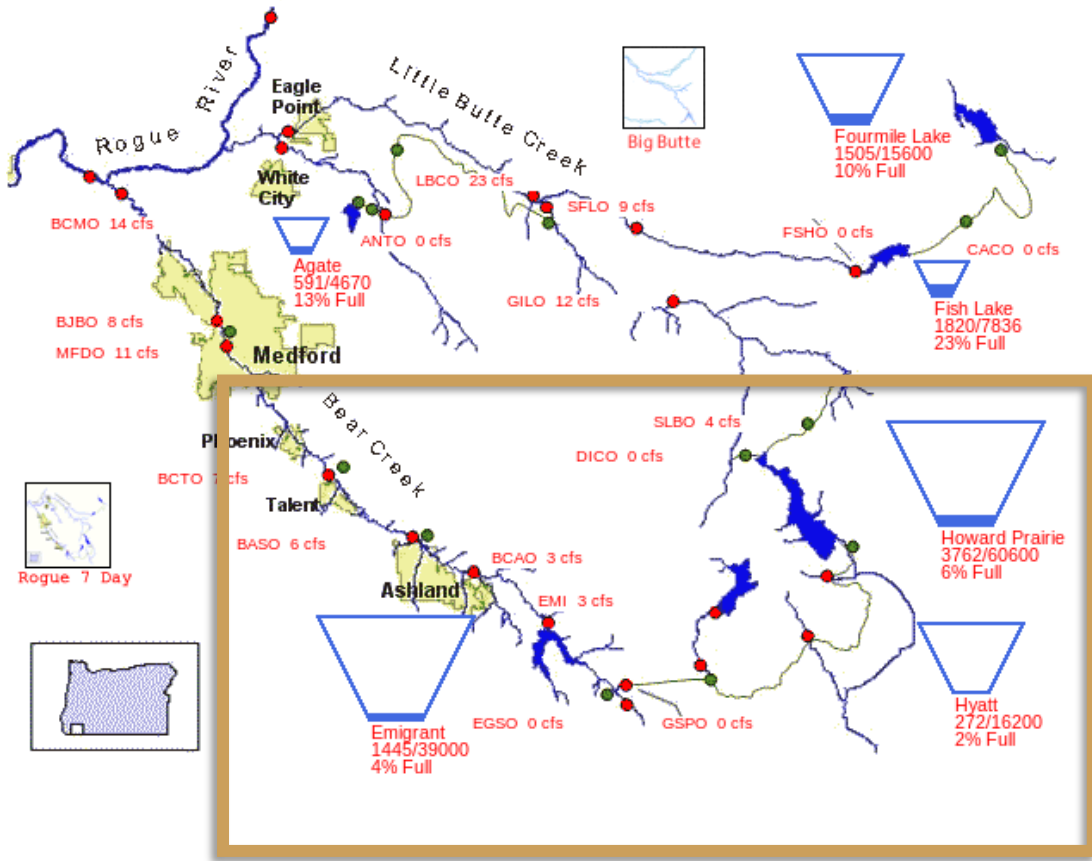 Rogue River
Little Butte Creek
Eagle
Point
Big Butte
Fourmile Lake
1505/15600
10% Full
White
City
LBCO 23 cfs
BCMO 14 cfs
SFLO 9 cfs
ANTO 0 cfs
FSHO 0 cfs
CACO 0 cfs
Agate
591/4670
13% Full
GILO 12 cfs
Fish Lake
1820/7836
23% Full
BJBO 8 cfs
MFDO 11 cfs
Medford
Bear Creek
SLBO 4 cfs
Phoenix
DICO 0 cfs
BCTO 7 cfs
Talent
Rogue 7 Day
BASO 6 cfs
Howard Prairie
3762/60600
6% Full
BCAO 3 cfs
Ashland
EMI 3 cfs
EGSO 0 cfs
GSPO 0 cfs
Emigrant
1445/39000
4% Full
Hyatt
272/16200
2% Full